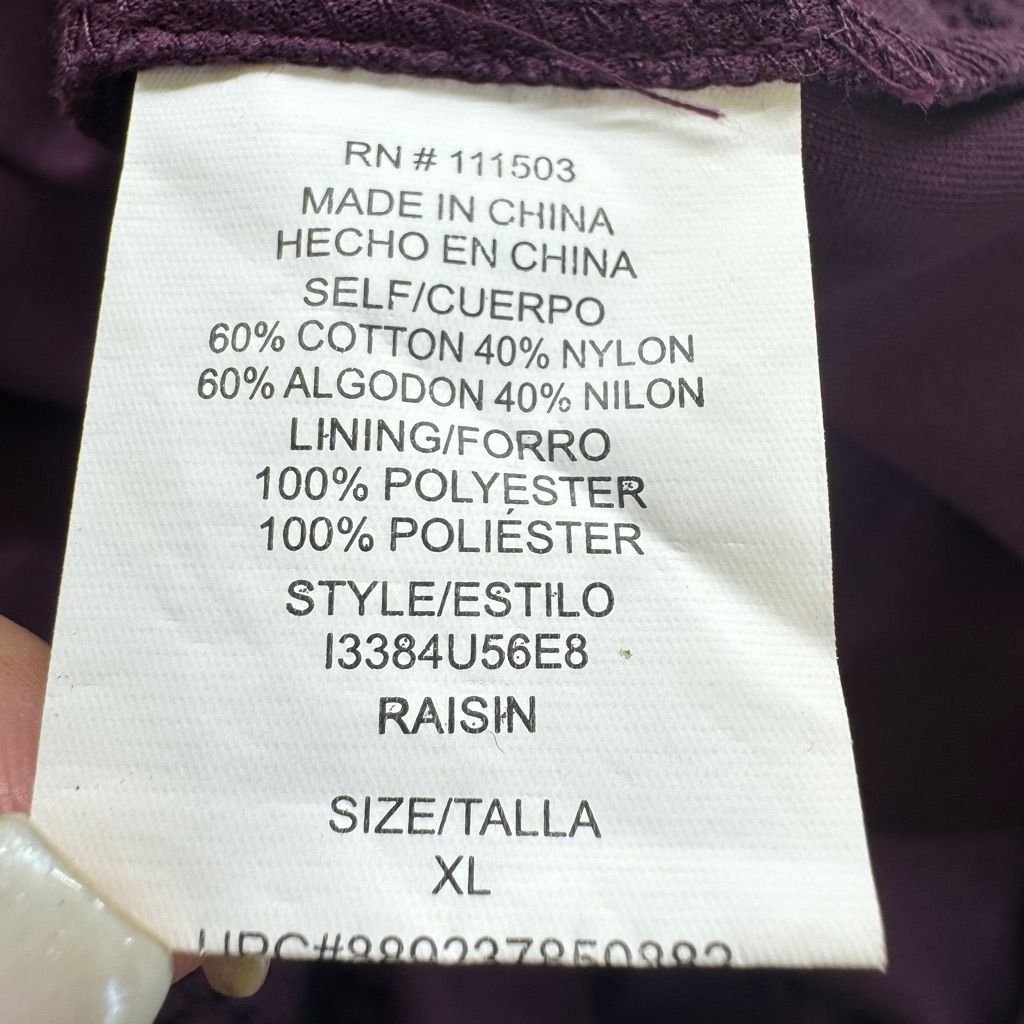 RN # 111503
MADE IN CHINA
HECHO EN CHINA
SELF/CUERPO
60% COTTON 40% NYLON
60% ALGODON 40% NILON
LINING/FORRO
100% POLYESTER
100% POLIÉSTER
STYLE/ESTILO
I3384U56E8
RAISIN
SIZE/TALLA
XL